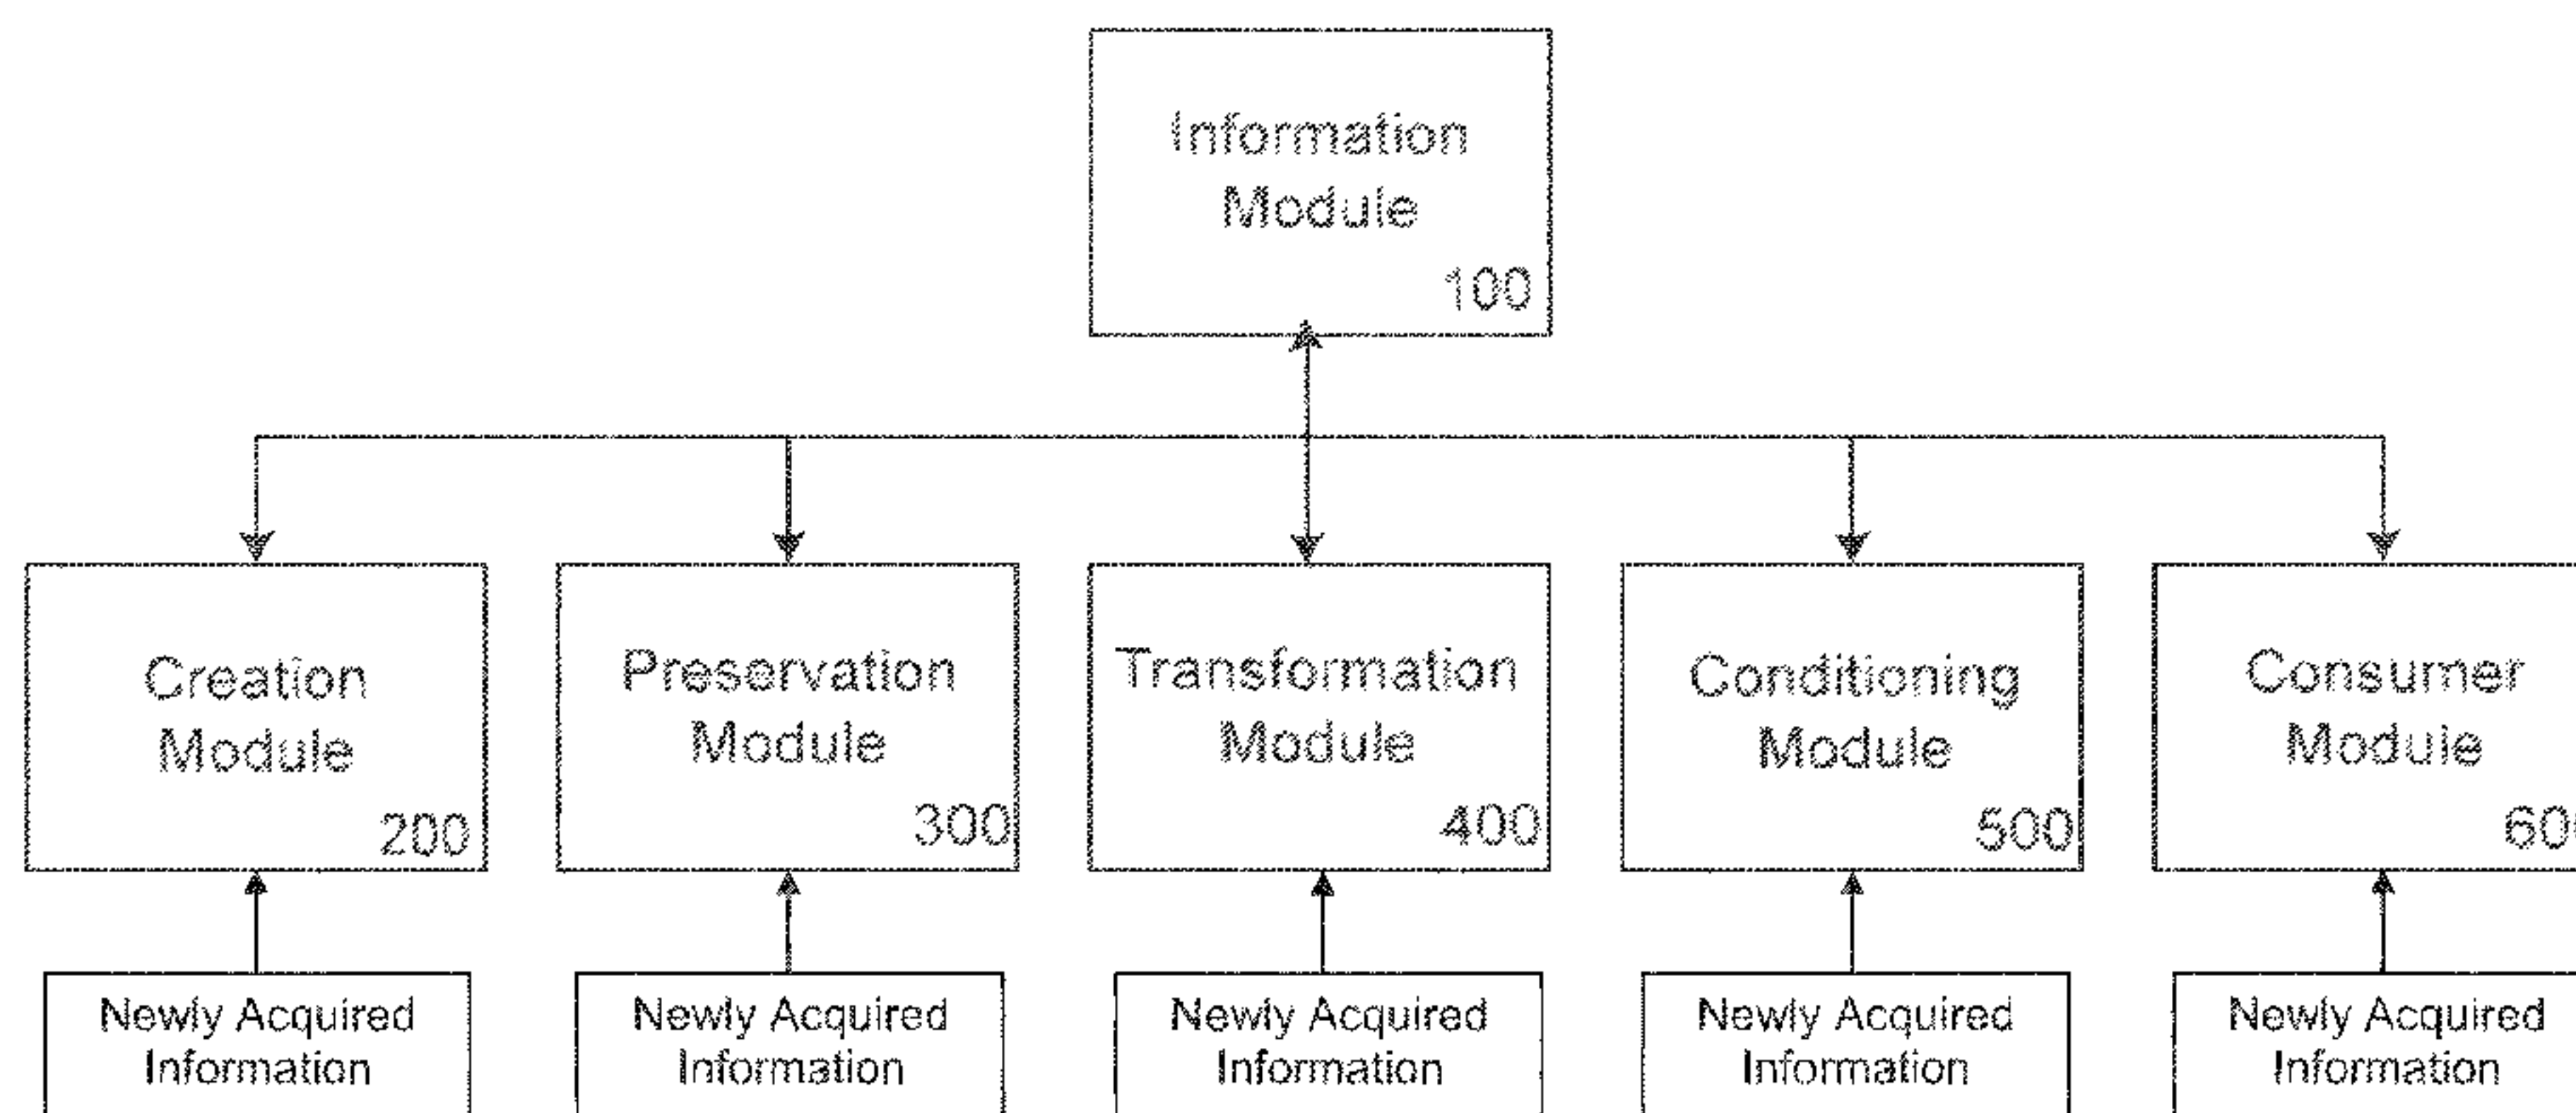 Information
Module
100
Creation
Module
200
Preservation
Module
300
Transformation
Module
400
Conditioning
Module
500
Consumer
Module
Newly Acquired
Information
Newly Acquired
Information
Newly Acquired
Information
Newly Acquired
Information
Newly Acquired
Information